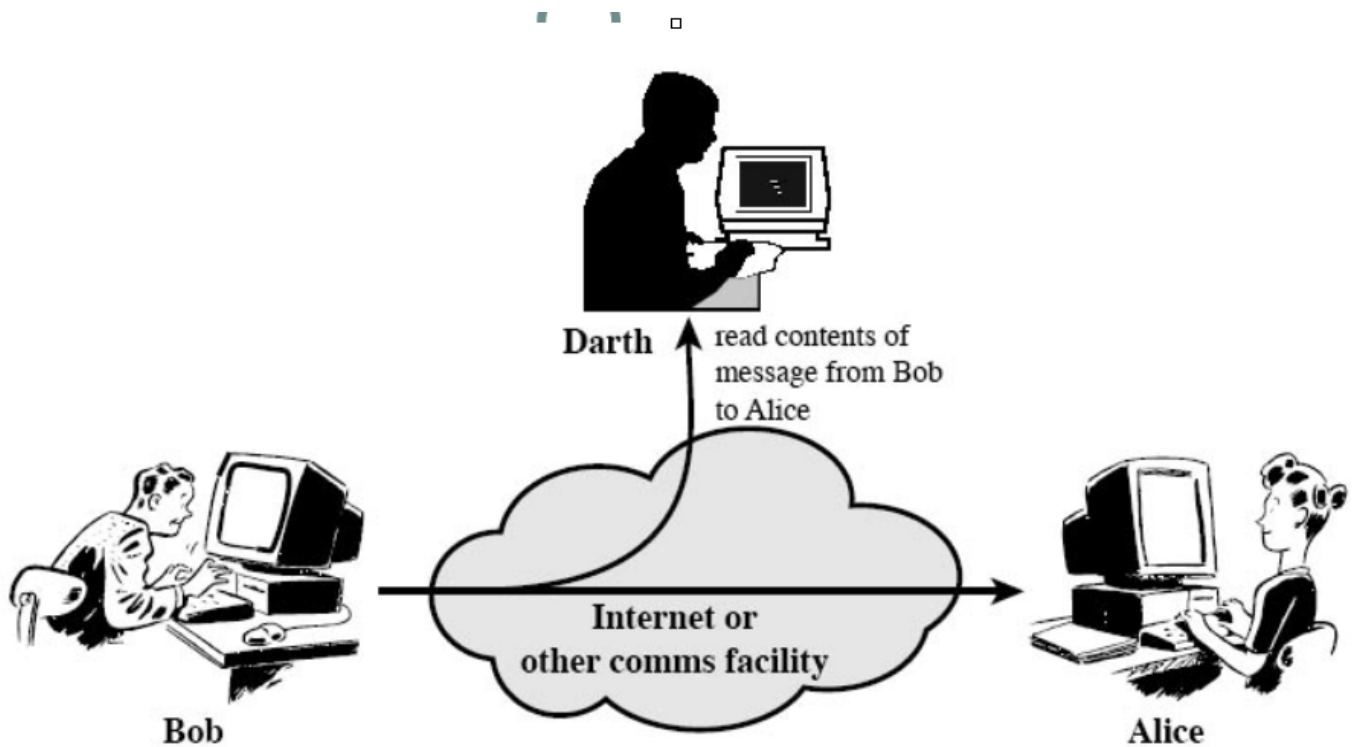 Darth
read contents of
message from Bob
to Alice
Internet or
other comms facility
Bob
Alice